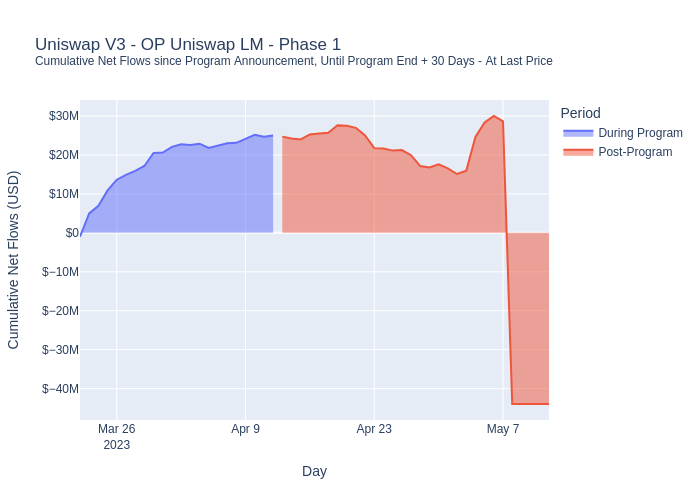 Uniswap V3 - OP Uniswap LM - Phase 1
Cumulative Net Flows since Program Announcement, Until Program End + 30 Days - At Last Price
Period
During Program
Post-Program
Cumulative Net Flows (USD)
$30M
$20M
$10M
$0
$−10M
$−20M
$−30M
$−40M
Mar 26
2023
Apr 9
Apr 23
May 7
Day